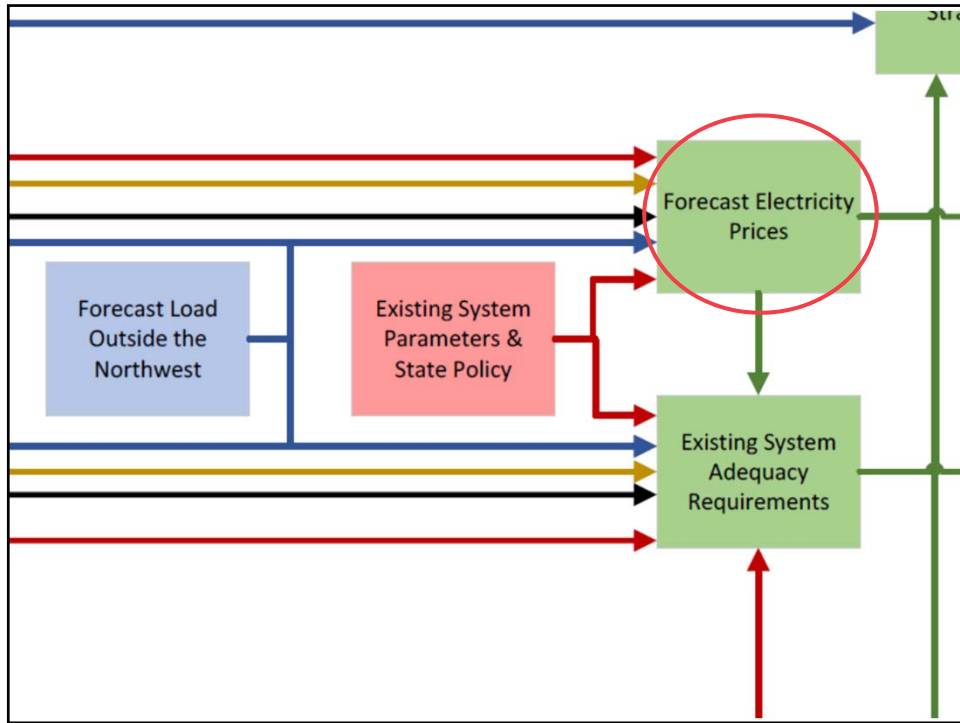 Forecast Electricity
Prices
Forecast Load
Outside the
Northwest
Existing System
Parameters &
State Policy
Existing System
Adequacy
Requirements